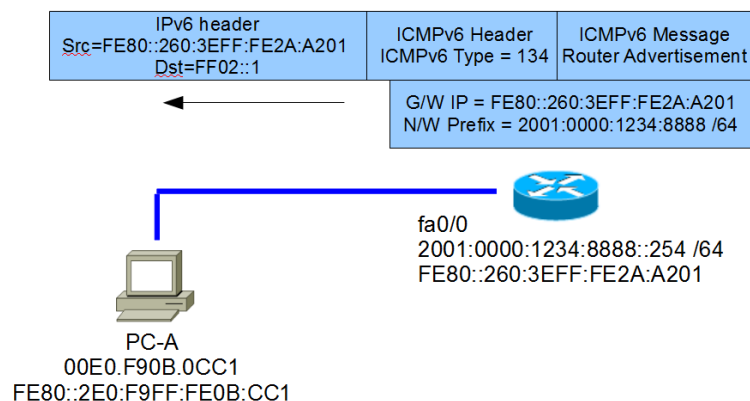 IPv6 header
Src=FE80::260:3EFF:FE2A:A201
Dst=FF02::1
ICMPv6 Header
ICMPv6 Type = 134
ICMPv6 Message
Router Advertisement
G/W IP = FE80::260:3EFF:FE2A:A201
N/W Prefix = 2001:0000:1234:8888 /64
fa0/0
2001:0000:1234:8888::254 /64
FE80::260:3EFF:FE2A:A201
PC-A
00E0.F90B.0CC1
FE80::2E0:F9FF:FE0B:CC1